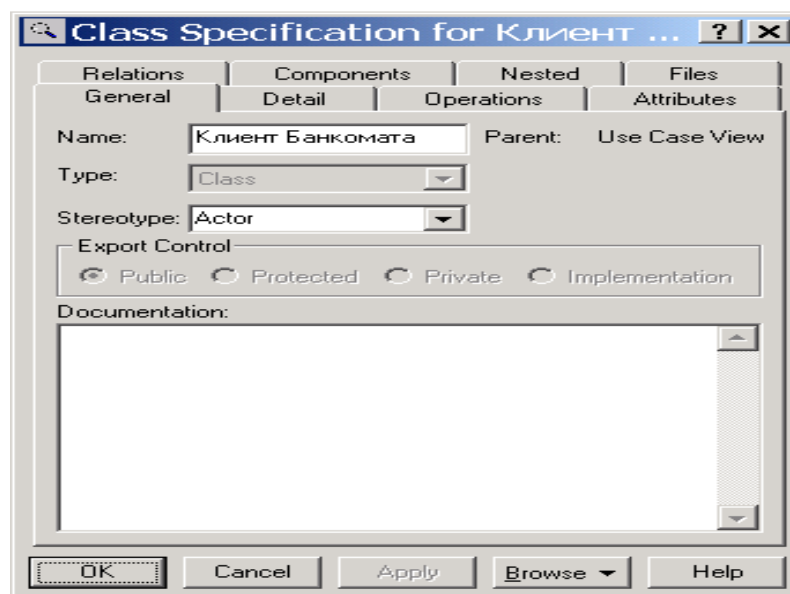 Class Specification for Клиент ...
Relations Components Nested Files
General Detail Operations Attributes
Name: Клиент Банкомата Parent: Use Case View
Type: Class
Stereotype: Actor
Export Control
Public Protected Private Implementation
Documentation:
OK Cancel Apply Browse Help